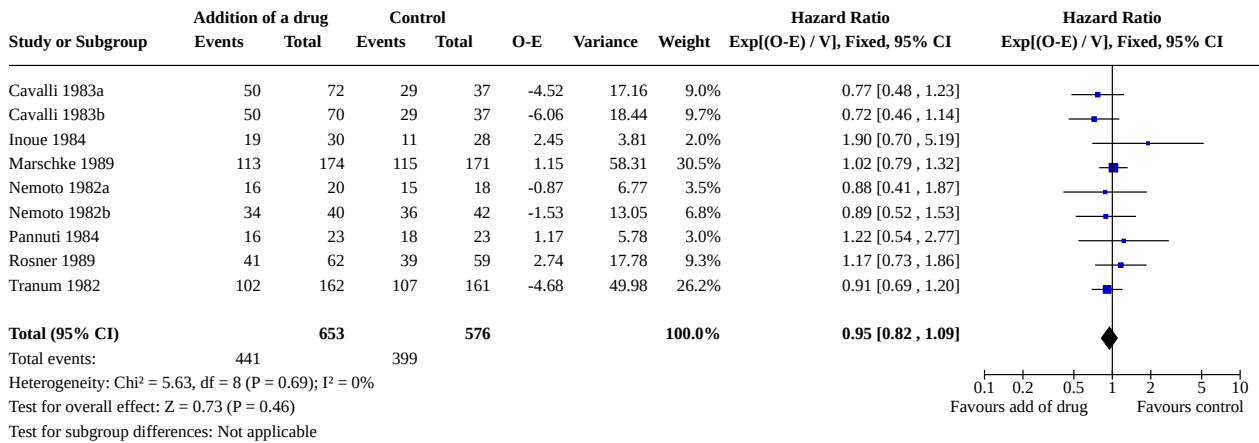 Addition of a drug Control Hazard Ratio Hazard Ratio
Study or Subgroup Events Total Events Total O-E Variance Weight Exp[(O-E) / V], Fixed, 95% CI Exp[(O-E) / V], Fixed, 95% CI
Cavalli 1983a 50 72 29 37 -4.52 17.16 9.0% 0.77 [0.48 , 1.23]
Cavalli 1983b 50 70 29 37 -6.06 18.44 9.7% 0.72 [0.46 , 1.14]
Inoue 1984 19 30 11 28 2.45 3.81 2.0% 1.90 [0.70 , 5.19]
Marschke 1989 113 174 115 171 1.15 58.31 30.5% 1.02 [0.79 , 1.32]
Nemoto 1982a 16 20 15 18 -0.87 6.77 3.5% 0.88 [0.41 , 1.87]
Nemoto 1982b 34 40 36 42 -1.53 13.05 6.8% 0.89 [0.52 , 1.53]
Pannuti 1984 16 23 18 23 1.17 5.78 3.0% 1.22 [0.54 , 2.77]
Rosner 1989 41 62 39 59 2.74 17.78 9.3% 1.17 [0.73 , 1.86]
Tranum 1982 102 162 107 161 -4.68 49.98 26.2% 0.91 [0.69 , 1.20]
Total (95% CI) 653 576 100.0% 0.95 [0.82 , 1.09]
Total events: 441 399
Heterogeneity: Chi² = 5.63, df = 8 (P = 0.69); I² = 0%
0.1 0.2 0.5 1 2 5 10
Test for overall effect: Z = 0.73 (P = 0.46) Favours add of drug Favours control
Test for subgroup differences: Not applicable